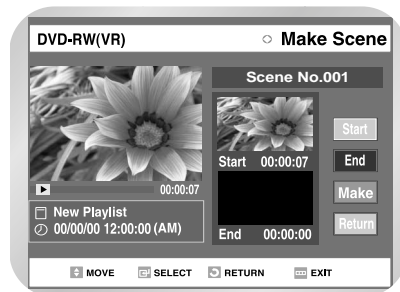 DVD-RW(VR)
Make Scene
Scene No.001
Start 00:00:07
End 00:00:00
Start
End
Make
Return
00:00:07
New Playlist
00/00/00 12:00:00 (AM)
MOVE SELECT RETURN EXIT